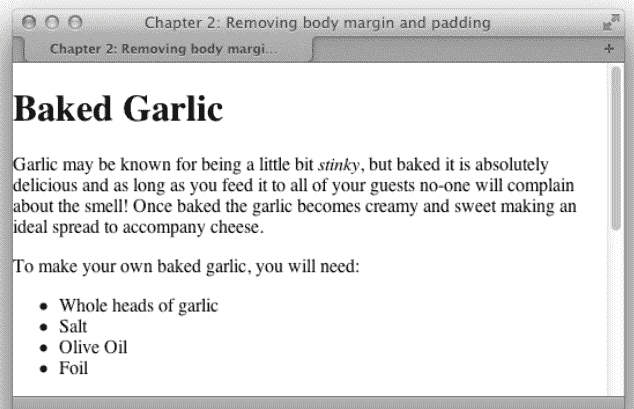 Chapter 2: Removing body margin and padding
Chapter 2: Removing body margi...
Baked Garlic
Garlic may be known for being a little bit stinky, but baked it is absolutely
delicious and as long as you feed it to all of your guests no-one will complain
about the smell! Once baked the garlic becomes creamy and sweet making an
ideal spread to accompany cheese.
To make your own baked garlic, you will need:
• Whole heads of garlic
• Salt
• Olive Oil
• Foil